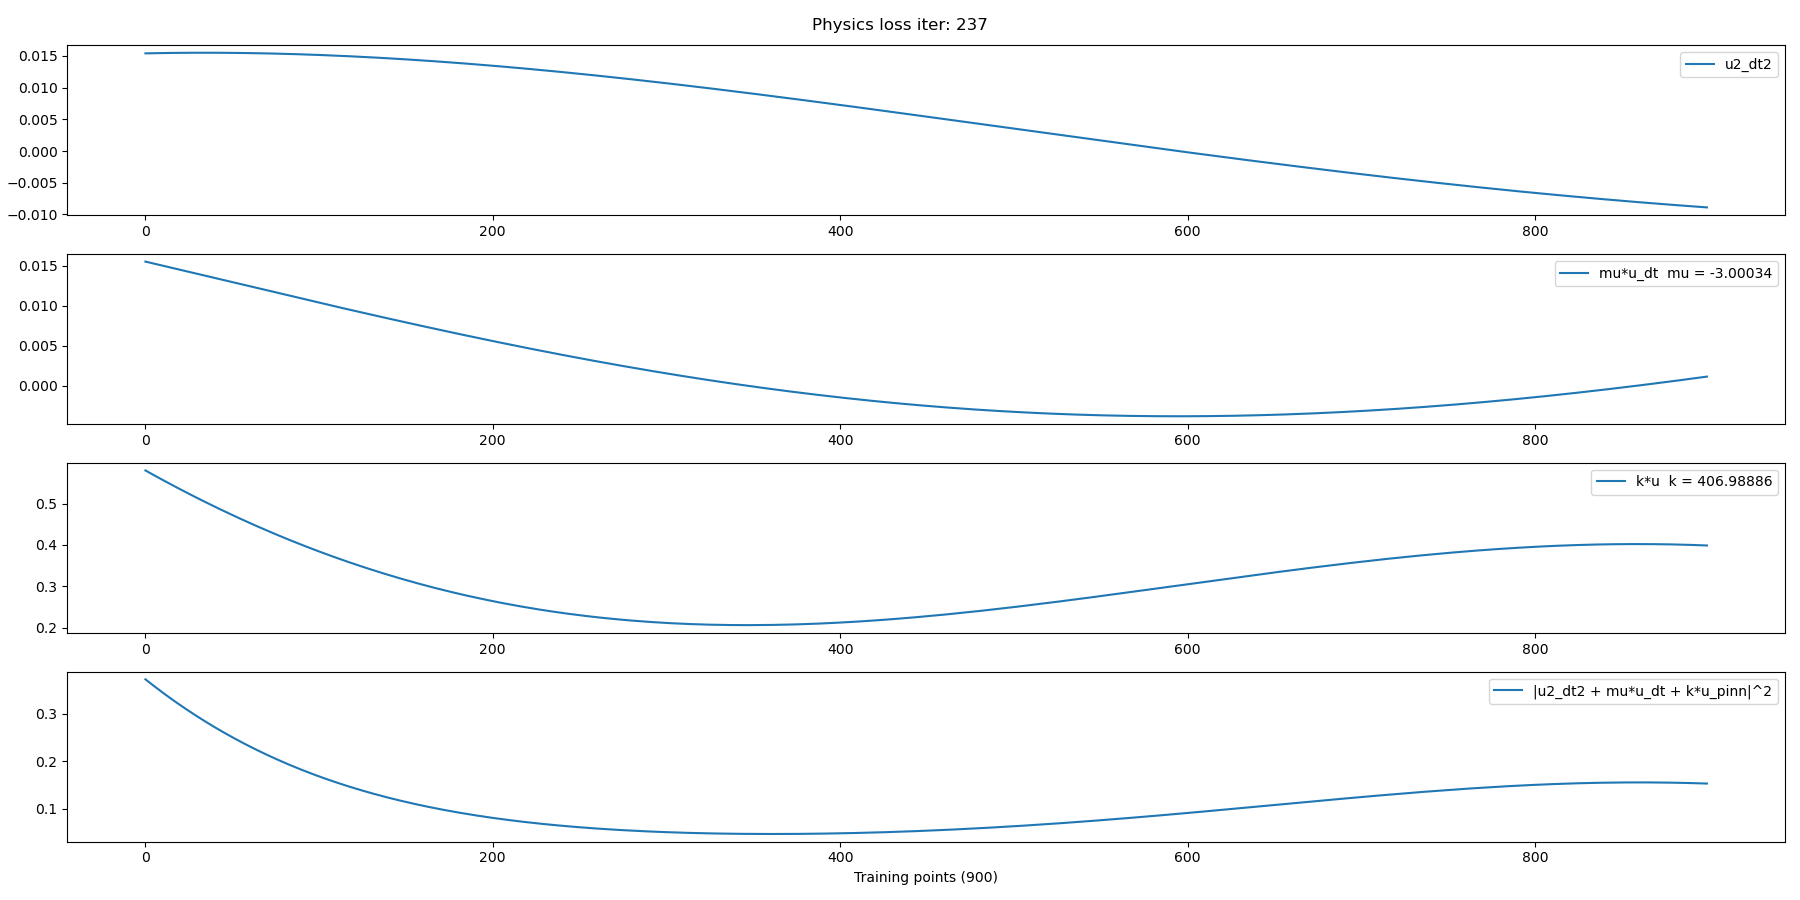 Physics loss iter: 237
0.015
0.010
0.005
0.000
−0.005
−0.010
u2_dt2
0 200 400 600 800
0.015
0.010
0.005
0.000
mu*u_dt  mu = -3.00034
0 200 400 600 800
0.5
0.4
0.3
0.2
k*u  k = 406.98886
0 200 400 600 800
0.3
0.2
0.1
|u2_dt2 + mu*u_dt + k*u_pinn|^2
0 200 400 600 800
Training points (900)